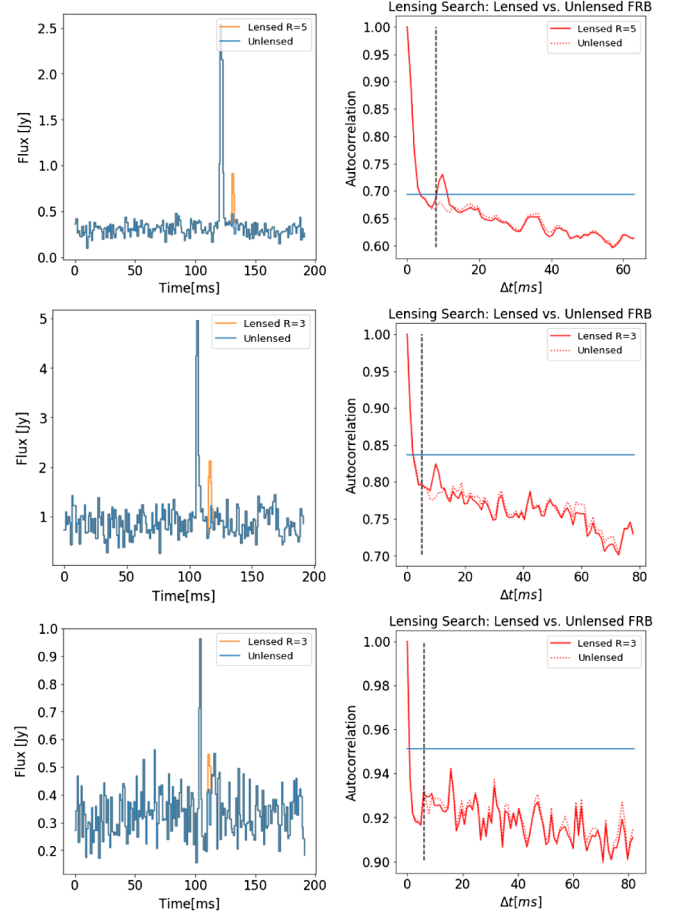 Lensing Search: Lensed vs. Unlensed FRB
Lensed R=5
Unlensed
2.5
2.0
1.5
1.0
0.5
0.0
Flux [Jy]
0
50
100
150
200
Time[ms]
Lensed R=5
Unlensed
1.00
0.95
0.90
0.85
0.80
0.75
0.70
0.65
0.60
Autocorrelation
0
20
40
60
Δt[ms]
Lensing Search: Lensed vs. Unlensed FRB
Lensed R=3
Unlensed
5
4
3
2
1
Flux [Jy]
0
50
100
150
200
Time[ms]
Lensed R=3
Unlensed
1.00
0.95
0.90
0.85
0.80
0.75
0.70
Autocorrelation
0
20
40
60
80
Δt[ms]
Lensing Search: Lensed vs. Unlensed FRB
Lensed R=3
Unlensed
1.0
0.9
0.8
0.7
0.6
0.5
0.4
0.3
0.2
Flux [Jy]
0
50
100
150
200
Time[ms]
Lensed R=3
Unlensed
1.00
0.98
0.96
0.94
0.92
0.90
Autocorrelation
0
20
40
60
80
Δt[ms]